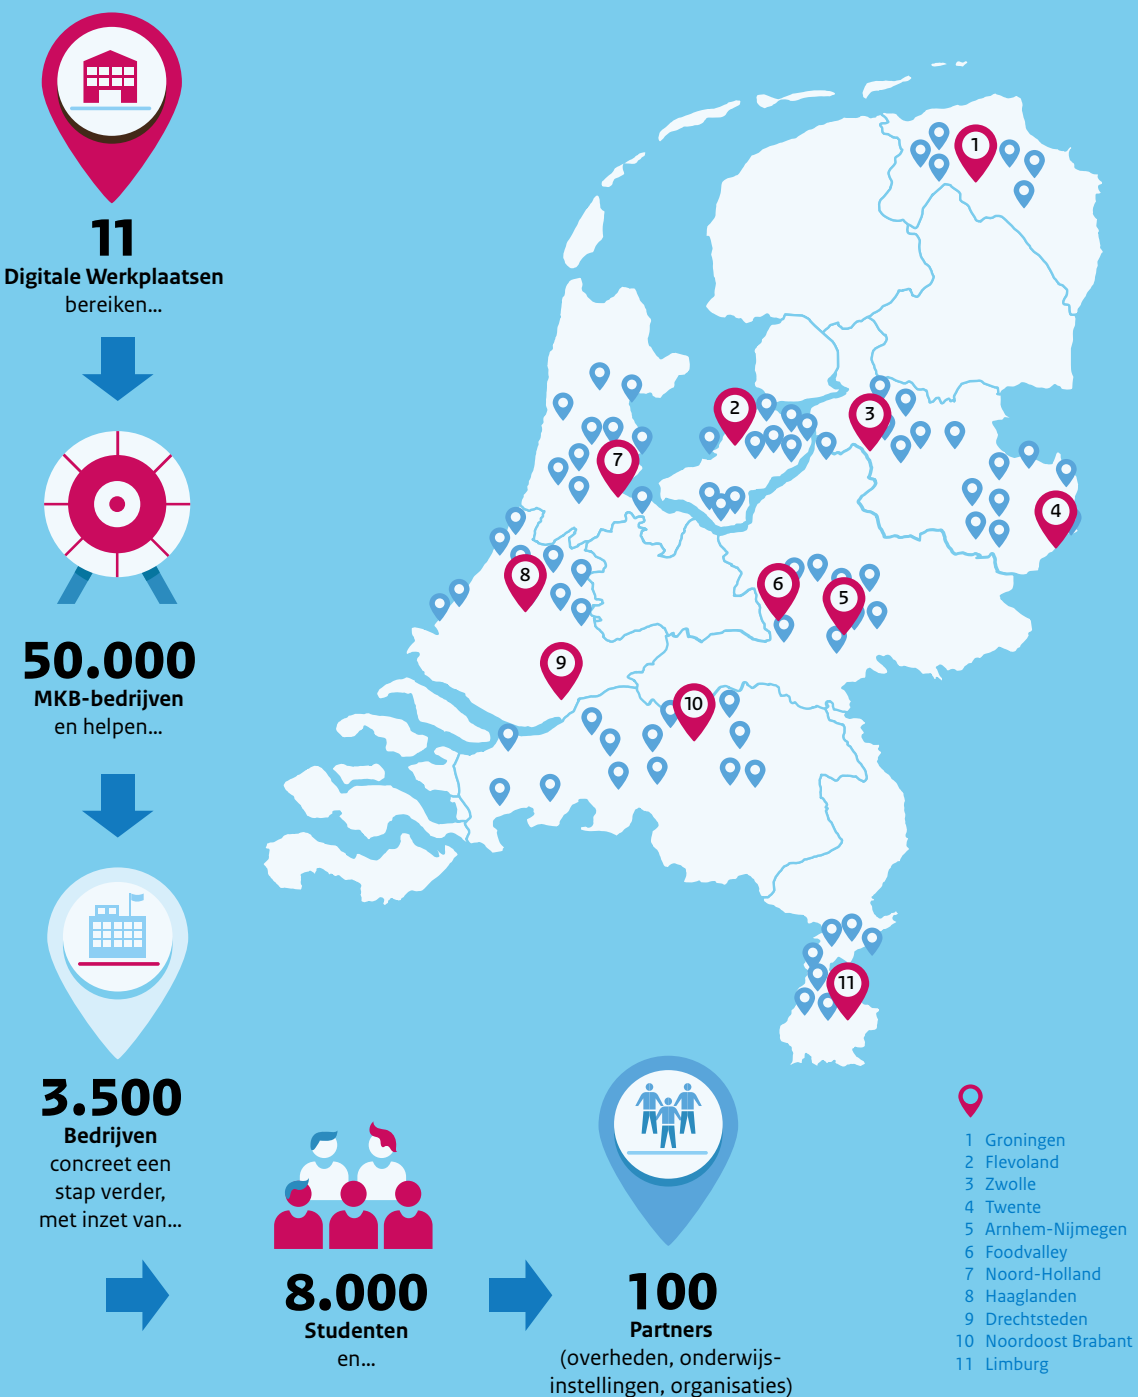 11
Digitale Werkplaatsen
bereiken...
50.000
MKB-bedrijven
en helpen...
3.500
Bedrijven
concreet een
stap verder,
met inzet van...
8.000
Studenten
en...
100
Partners
(overheden, onderwijs-
instellingen, organisaties)
1
2
3
4
5
6
7
8
9
10
11
1 Groningen
2 Flevoland
3 Zwolle
4 Twente
5 Arnhem-Nijmegen
6 Foodvalley
7 Noord-Holland
8 Haaglanden
9 Drechtsteden
10 Noordoost Brabant
11 Limburg